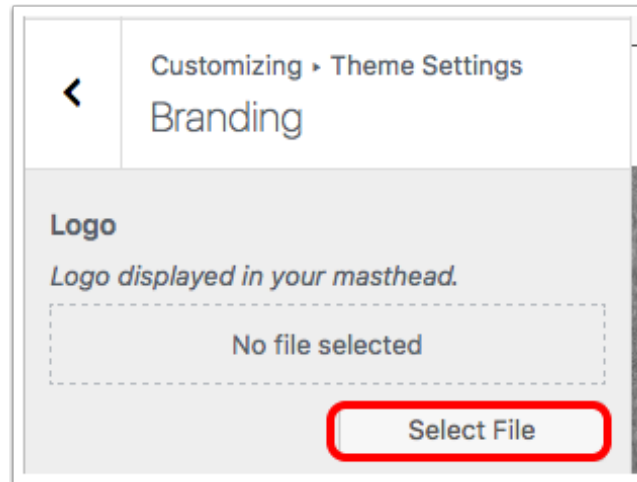 Customizing ▸ Theme Settings
Branding
Logo
Logo displayed in your masthead.
No file selected
Select File